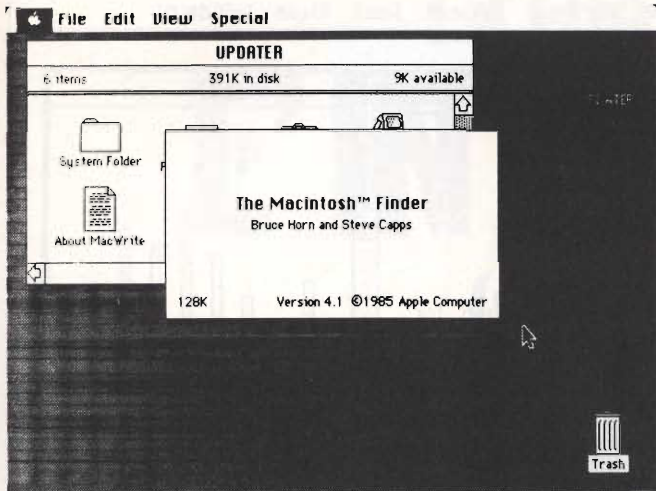 File Edit View Special
UPDATER
6 items 391K in disk 9K available
System Folder
About MacWrite
The Macintosh™ Finder
Bruce Horn and Steve Capps
128K Version 4.1 ©1985 Apple Computer
Trash